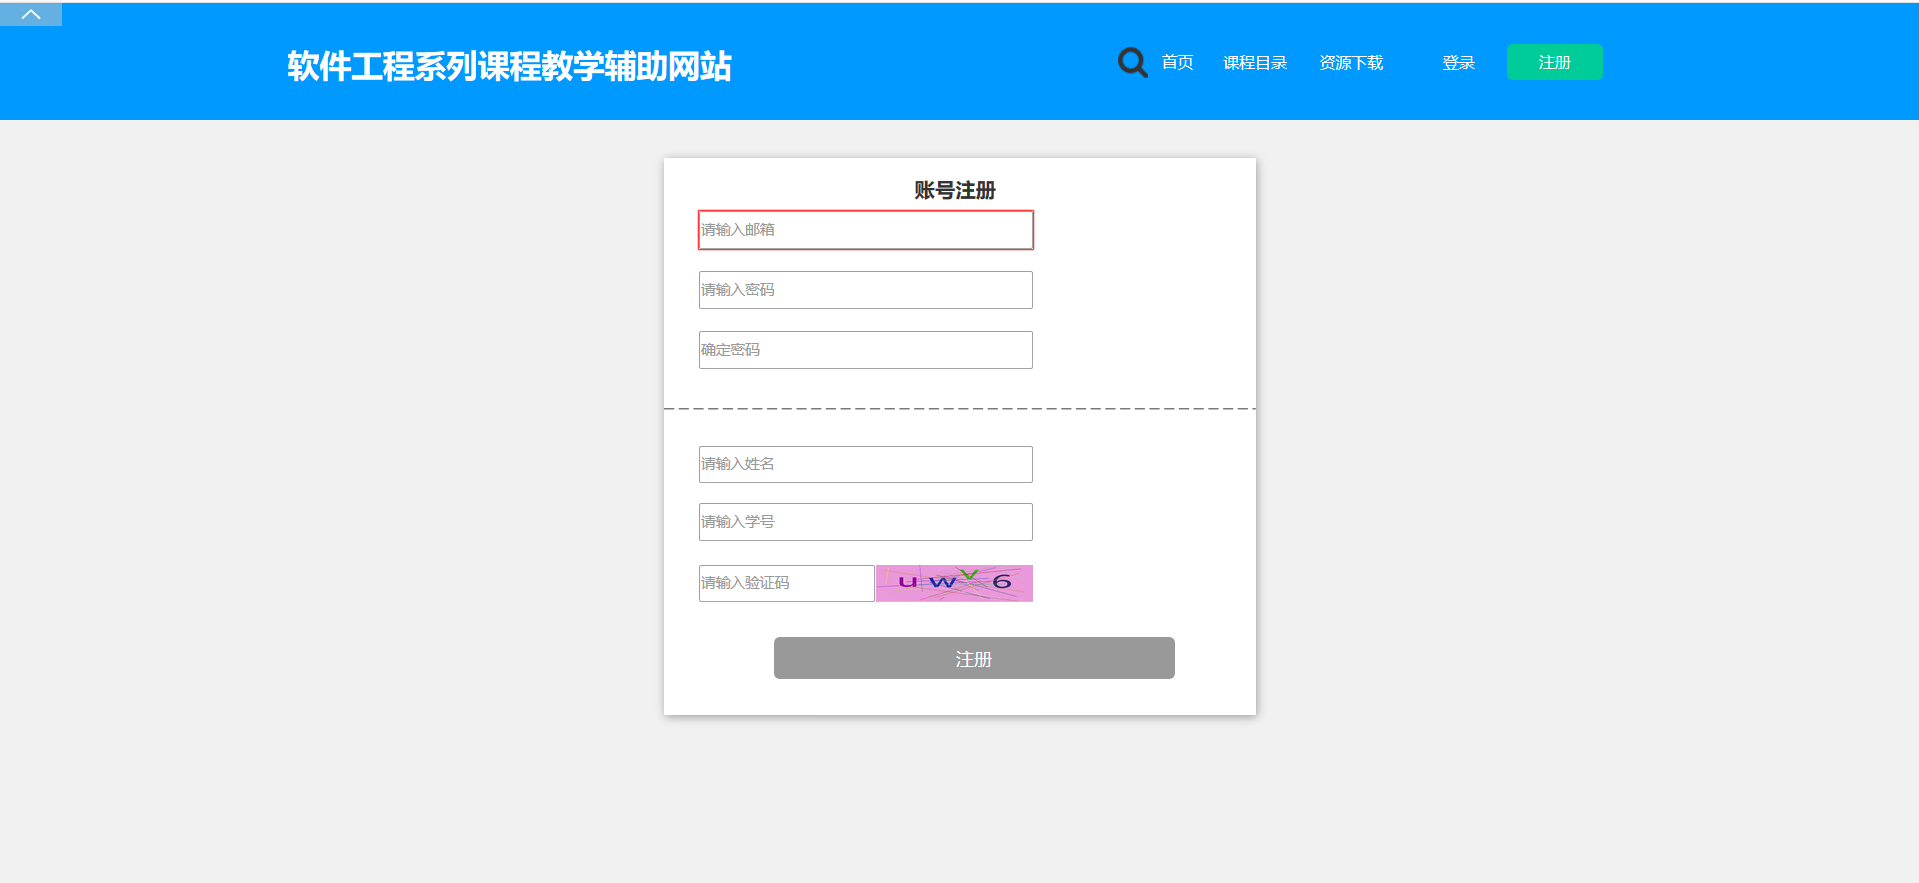 软件工程系列课程教学辅助网站
首页 课程目录 资源下载 登录 注册
账号注册
请输入邮箱
请输入密码
确定密码
请输入姓名
请输入学号
请输入验证码 u w v 6
注册